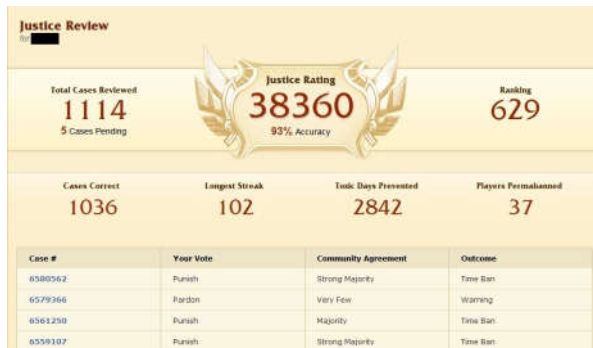 Justice Review
for
Total Cases Reviewed
1114
5 Cases Pending
Justice Rating
38360
93% Accuracy
Ranking
629
Cases Correct
1036
Longest Streak
102
Toxic Days Prevented
2842
Players Permabanned
37
Case # Your Vote Community Agreement Outcome
6580562 Punish Strong Majority Time Ban
6579366 Pardon Very Few Warning
6561250 Punish Majority Time Ban
6559107 Punish Strong Majority Time Ban